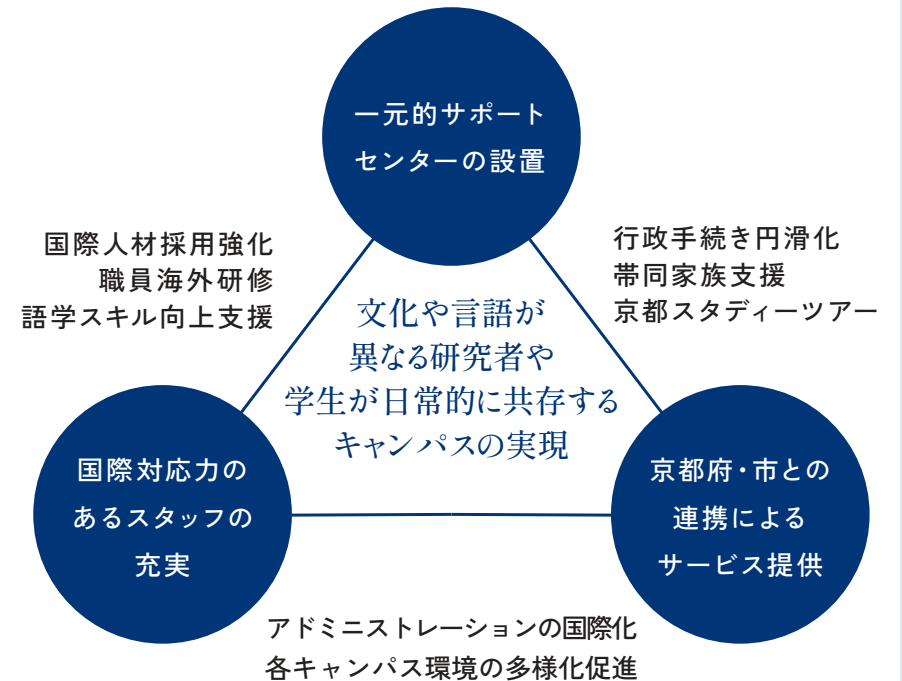 一元的サポート
センターの設置
国際人材採用強化
職員海外研修
語学スキル向上支援
行政手続き円滑化
帯同家族支援
京都スタディーツアー
文化や言語が
異なる研究者や
学生が日常的に共存する
キャンパスの実現
国際対応力の
あるスタッフの
充実
京都府・市との
連携による
サービス提供
アドミニストレーションの国際化
各キャンパス環境の多様化促進